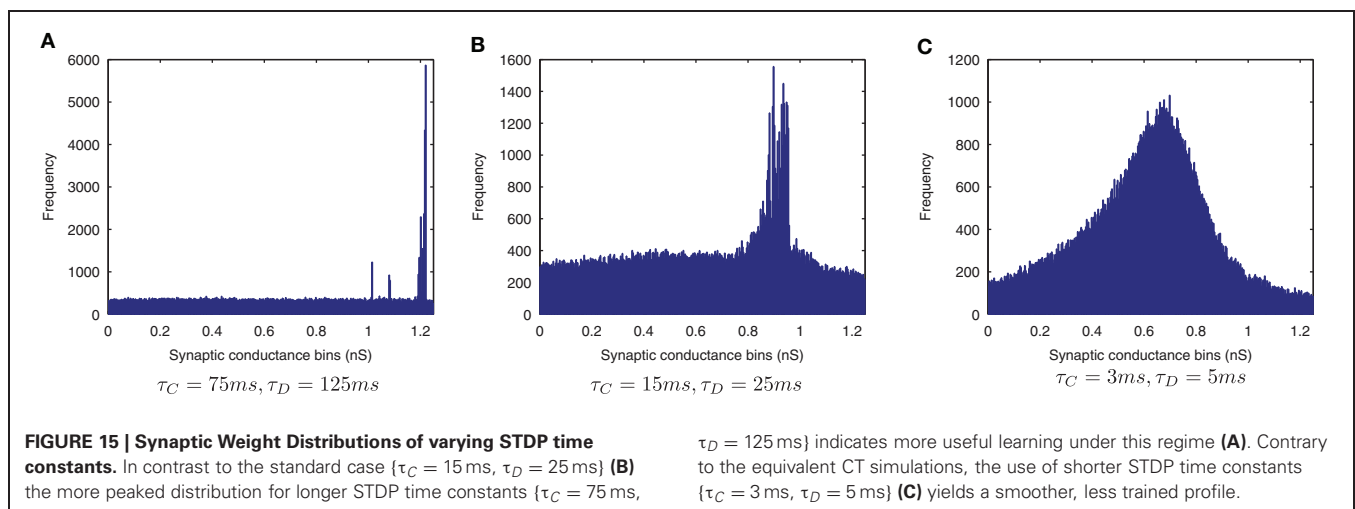 A
6000
5000
4000
3000
2000
1000
0
Frequency
0 0.2 0.4 0.6 0.8 1 1.2
Synaptic conductance bins (nS)
τC = 75ms, τD = 125ms
B
1600
1400
1200
1000
800
600
400
200
0
Frequency
0 0.2 0.4 0.6 0.8 1 1.2
Synaptic conductance bins (nS)
τC = 15ms, τD = 25ms
C
1200
1000
800
600
400
200
0
Frequency
0 0.2 0.4 0.6 0.8 1 1.2
Synaptic conductance bins (nS)
τC = 3ms, τD = 5ms
FIGURE 15 | Synaptic Weight Distributions of varying STDP time
constants. In contrast to the standard case {τC = 15 ms, τD = 25 ms} (B)
the more peaked distribution for longer STDP time constants {τC = 75 ms,
τD = 125 ms} indicates more useful learning under this regime (A). Contrary
to the equivalent CT simulations, the use of shorter STDP time constants
{τC = 3 ms, τD = 5 ms} (C) yields a smoother, less trained profile.